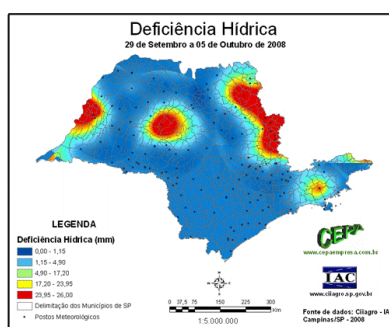 Deficiência Hídrica
29 de Setembro a 05 de Outubro de 2008
LEGENDA
Deficiência Hídrica (mm)
0,00 - 1,15
1,15 - 4,90
4,90 - 17,20
17,20 - 23,95
23,95 - 26,00
Delimitação dos Municípios de SP
Postos Meteorológicos
CEPA
www.cepaempresa.com.br
IAC
www.ciiagro.sp.gov.br
0 37,5 75 150 225 300
Km
1:5.000.000
Fonte de dados: Ciiagro - IA
Campinas/SP - 2008